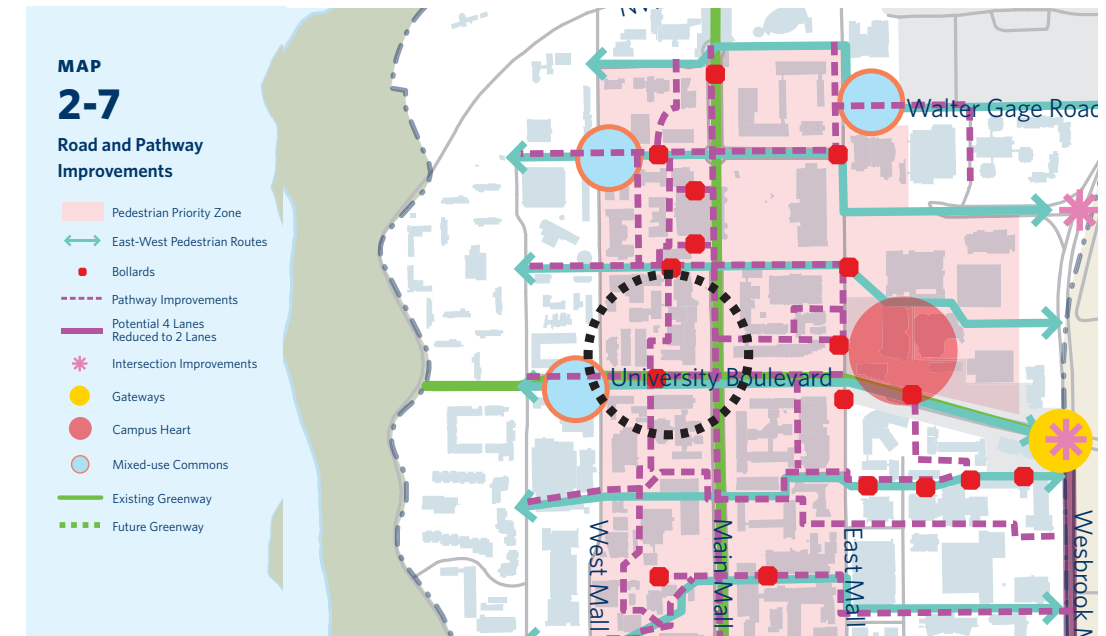 MAP
2-7
Road and Pathway
Improvements
Pedestrian Priority Zone
East-West Pedestrian Routes
Bollards
Pathway Improvements
Potential 4 Lanes
Reduced to 2 Lanes
Intersection Improvements
Gateways
Campus Heart
Mixed-use Commons
Existing Greenway
Future Greenway
Walter Gage Road
University Boulevard
West Mall
Main Mall
East Mall
Wesbrook